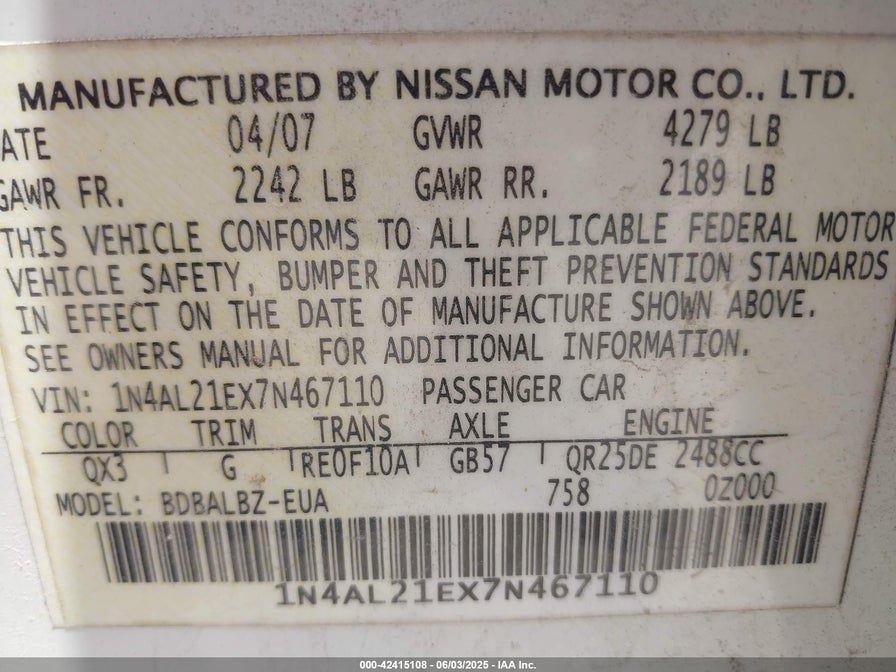 MANUFACTURED BY NISSAN MOTOR CO., LTD.
ATE 04/07 GVWR 4279 LB
GAWR FR. 2242 LB GAWR RR. 2189 LB
THIS VEHICLE CONFORMS TO ALL APPLICABLE FEDERAL MOTOR
VEHICLE SAFETY, BUMPER AND THEFT PREVENTION STANDARDS
IN EFFECT ON THE DATE OF MANUFACTURE SHOWN ABOVE.
SEE OWNERS MANUAL FOR ADDITIONAL INFORMATION.
VIN: 1N4AL21EX7N467110 PASSENGER CAR
COLOR TRIM TRANS AXLE ENGINE
QX3 G RE0F10A GB57 QR25DE 2488CC
MODEL: BDBALBZ-EUA 758 0Z000
1N4AL21EX7N467110
000-42415108 - 06/03/2025 - IAA Inc.